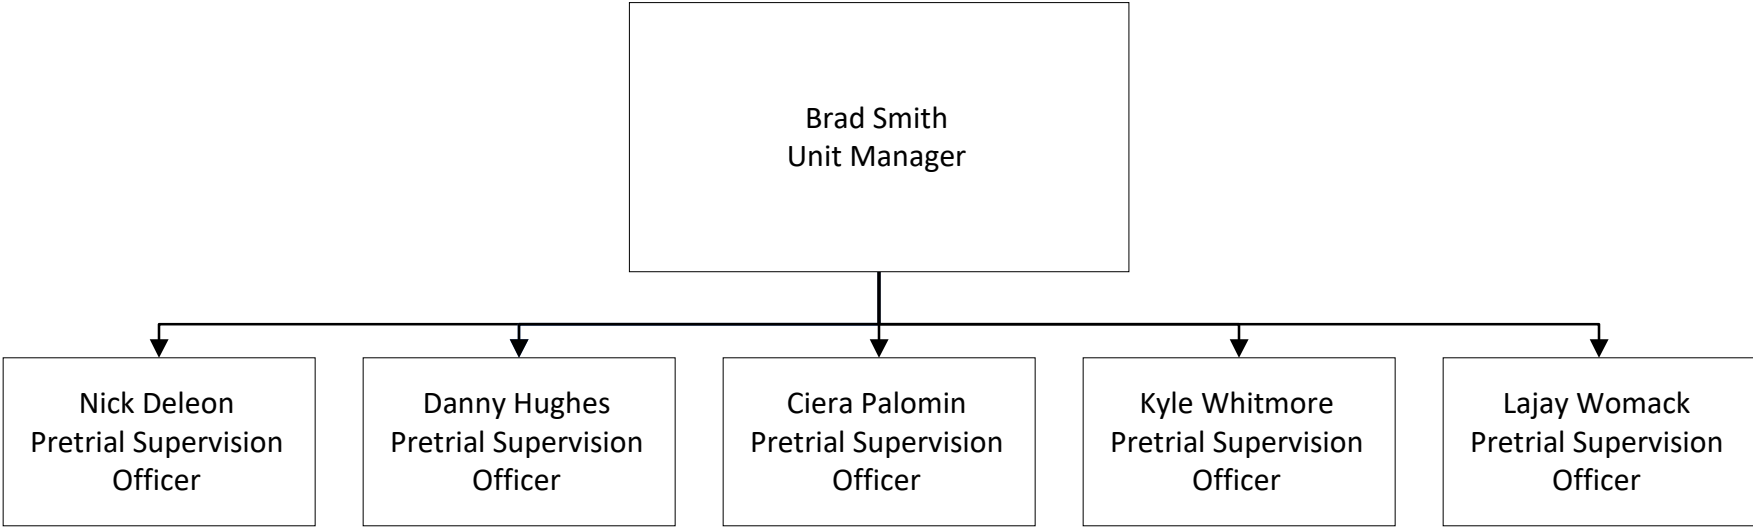 Brad Smith
Unit Manager
Nick Deleon
Pretrial Supervision
Officer
Danny Hughes
Pretrial Supervision
Officer
Ciera Palomin
Pretrial Supervision
Officer
Kyle Whitmore
Pretrial Supervision
Officer
Lajay Womack
Pretrial Supervision
Officer